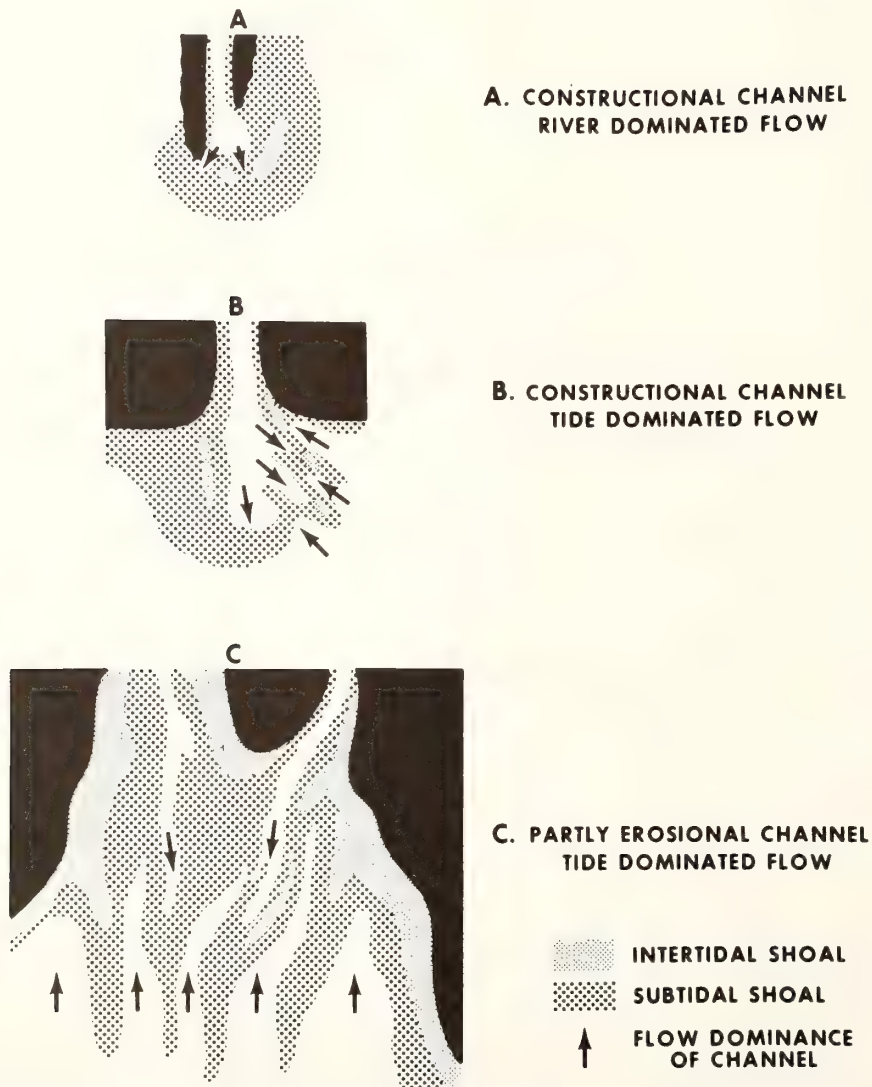 A
A. CONSTRUCTIONAL CHANNEL
RIVER DOMINATED FLOW
B
B. CONSTRUCTIONAL CHANNEL
TIDE DOMINATED FLOW
C
C. PARTLY EROSIONAL CHANNEL
TIDE DOMINATED FLOW
INTERTIDAL SHOAL
SUBTIDAL SHOAL
FLOW DOMINANCE
OF CHANNEL